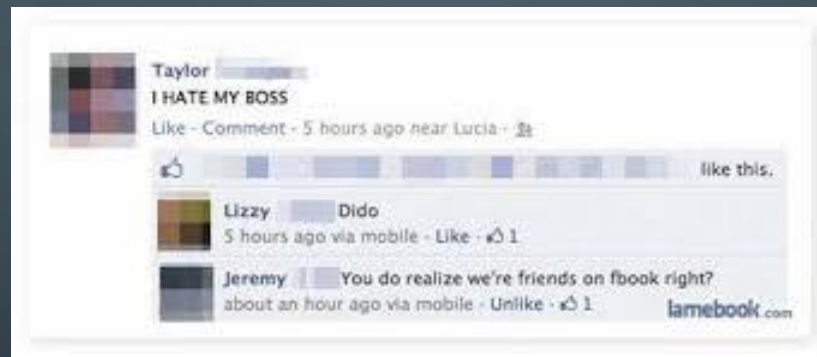 Taylor
I HATE MY BOSS
Like - Comment - 5 hours ago near Lucia -
like this.
Lizzy Dido
5 hours ago via mobile - Like - 1
Jeremy You do realize we're friends on fbook right?
about an hour ago via mobile - Unlike - 1
lamebook.com